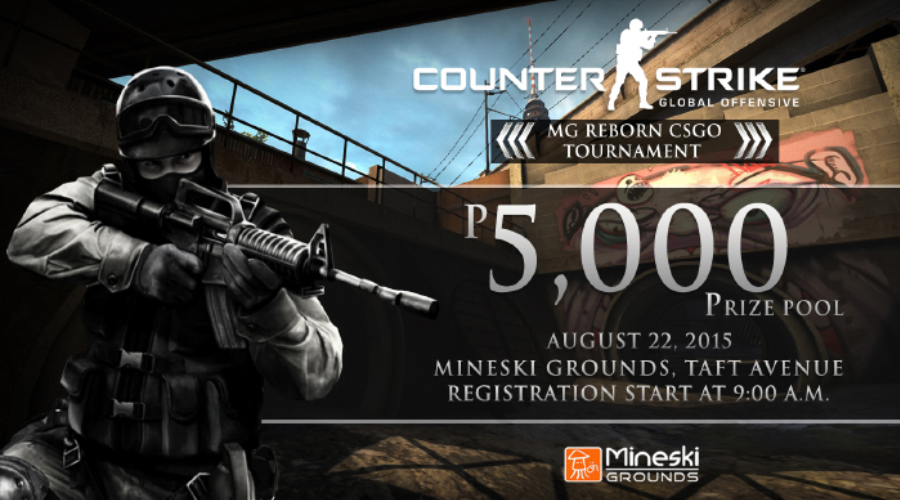 COUNTER STRIKE
GLOBAL OFFENSIVE
MG REBORN CSGO
TOURNAMENT
P5,000
PRIZE POOL
AUGUST 22, 2015
MINESKI GROUNDS, TAFT AVENUE
REGISTRATION START AT 9:00 A.M.
Mineski
GROUNDS